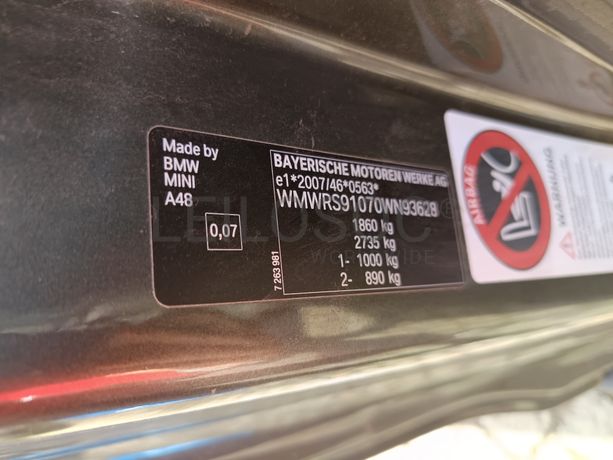 Made by
BMW
MINI
A48
0,07
7 263 981
BAYERISCHE MOTOREN WERKE AG
e1*2007/46*0563*
WMWRS91070WN93628
1860 kg
2735 kg
1- 1000 kg
2- 890 kg
AIRBAG
WARNUNG